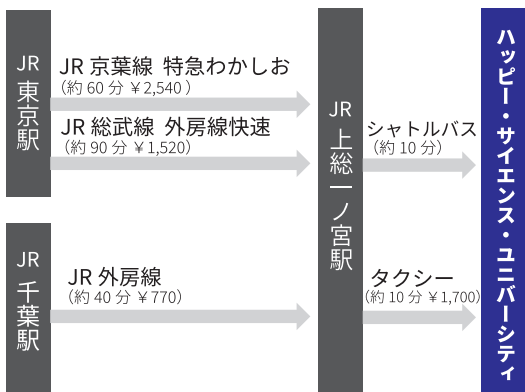 JR 東京駅
JR 京葉線 特急わかしお
（約 60 分 ¥2,540 ）
JR 総武線 外房線快速
（約 90 分 ¥1,520）
JR 千葉駅
JR 外房線
（約 40 分 ¥770）
JR 上総一ノ宮駅
シャトルバス
（約 10 分）
タクシー
（約 10 分 ¥1,700）
ハッピー・サイエンス・ユニバーシティ